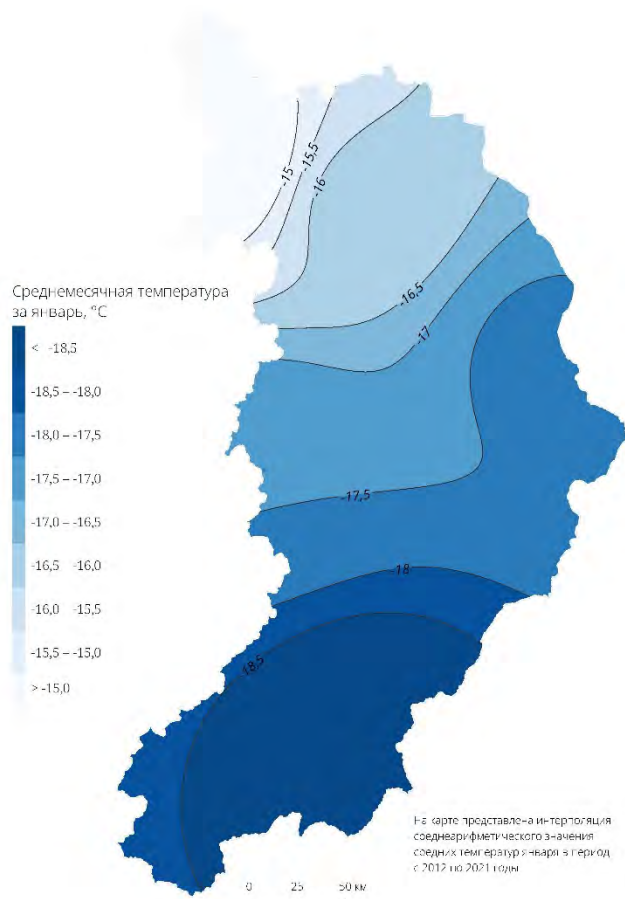 -15
-15,5
-16
-16,5
-17
-17,5
-18
18,5
Среднемесячная температура
за январь, °C
< -18,5
-18,5 – -18,0
-18,0 – -17,5
-17,5 – -17,0
-17,0 – -16,5
-16,5 -16,0
-16,0 -15,5
-15,5 – -15,0
> -15,0
На карте представлена интерполяция
среднеарифметического значения
средних температур января в период
с 2012 по 2021 годы
0 25 50 км